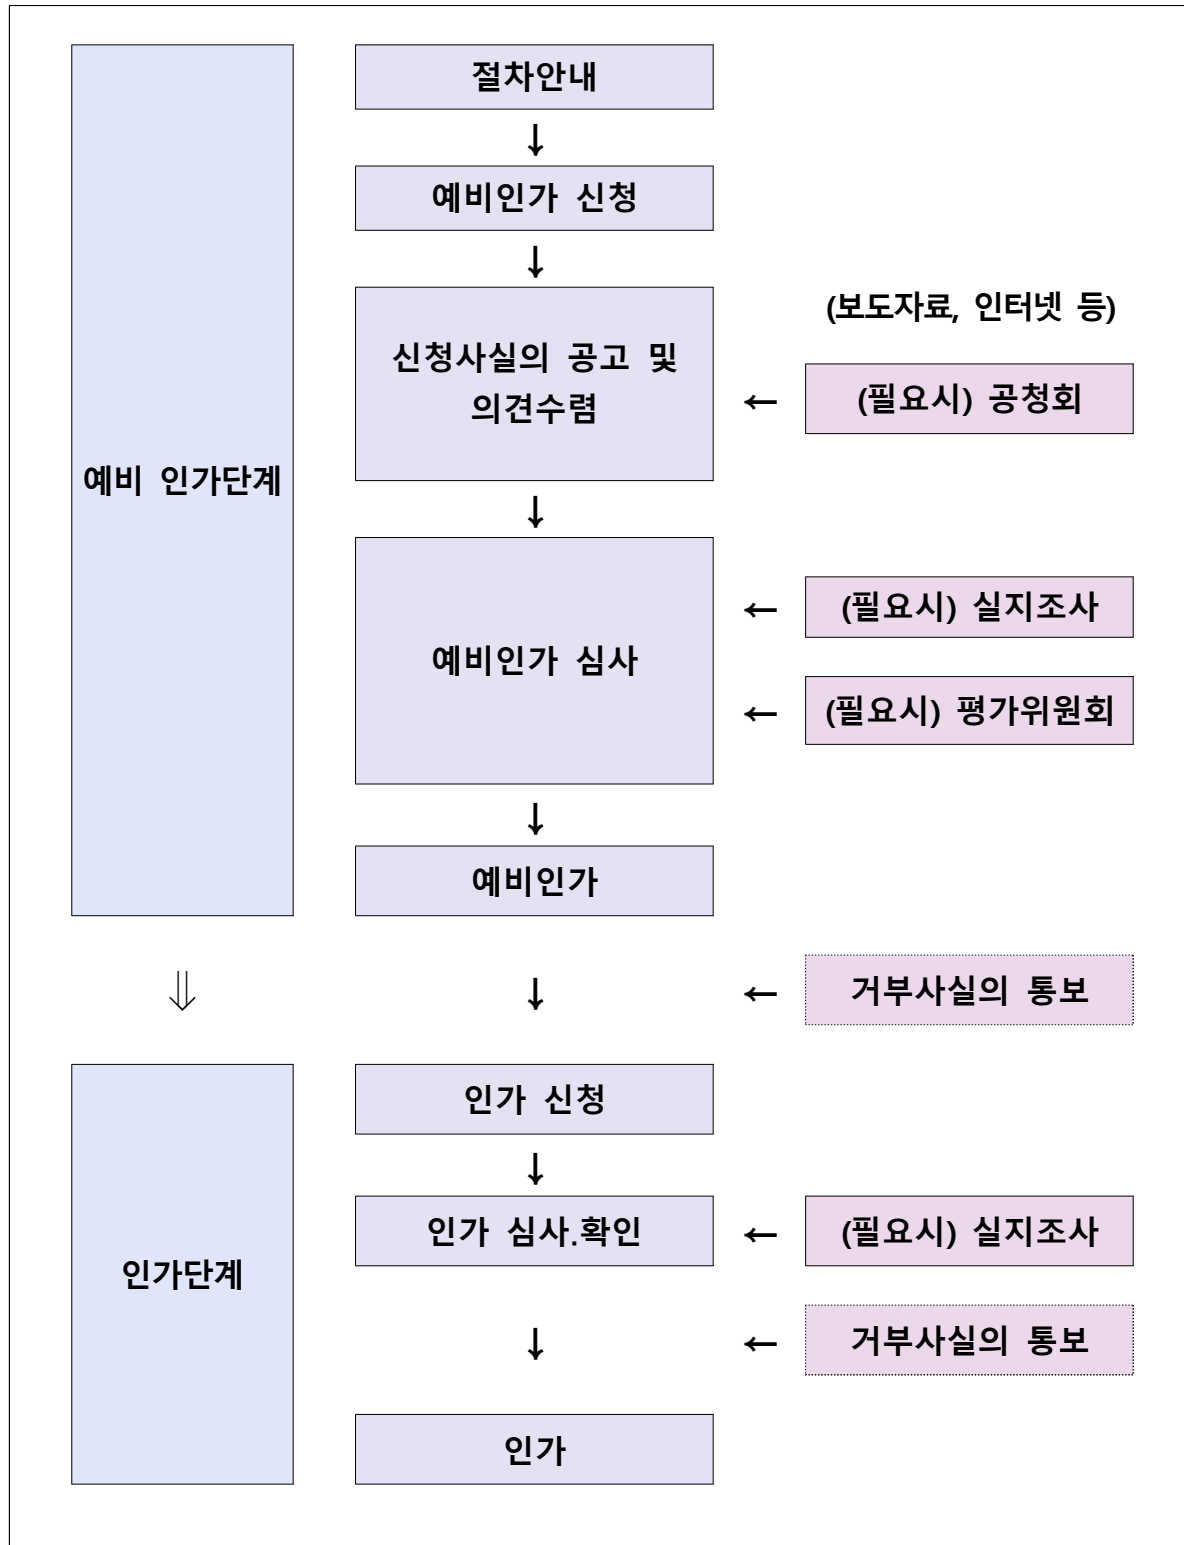 절차안내
↓
예비인가 신청
↓
(보도자료, 인터넷 등)
신청사실의 공고 및
의견수렴
← (필요시) 공청회
예비 인가단계
↓
← (필요시) 실지조사
예비인가 심사
← (필요시) 평가위원회
↓
예비인가
⇓ ↓ ← 거부사실의 통보
인가 신청
↓
인가 심사.확인 ← (필요시) 실지조사
인가단계
↓ ← 거부사실의 통보
인가